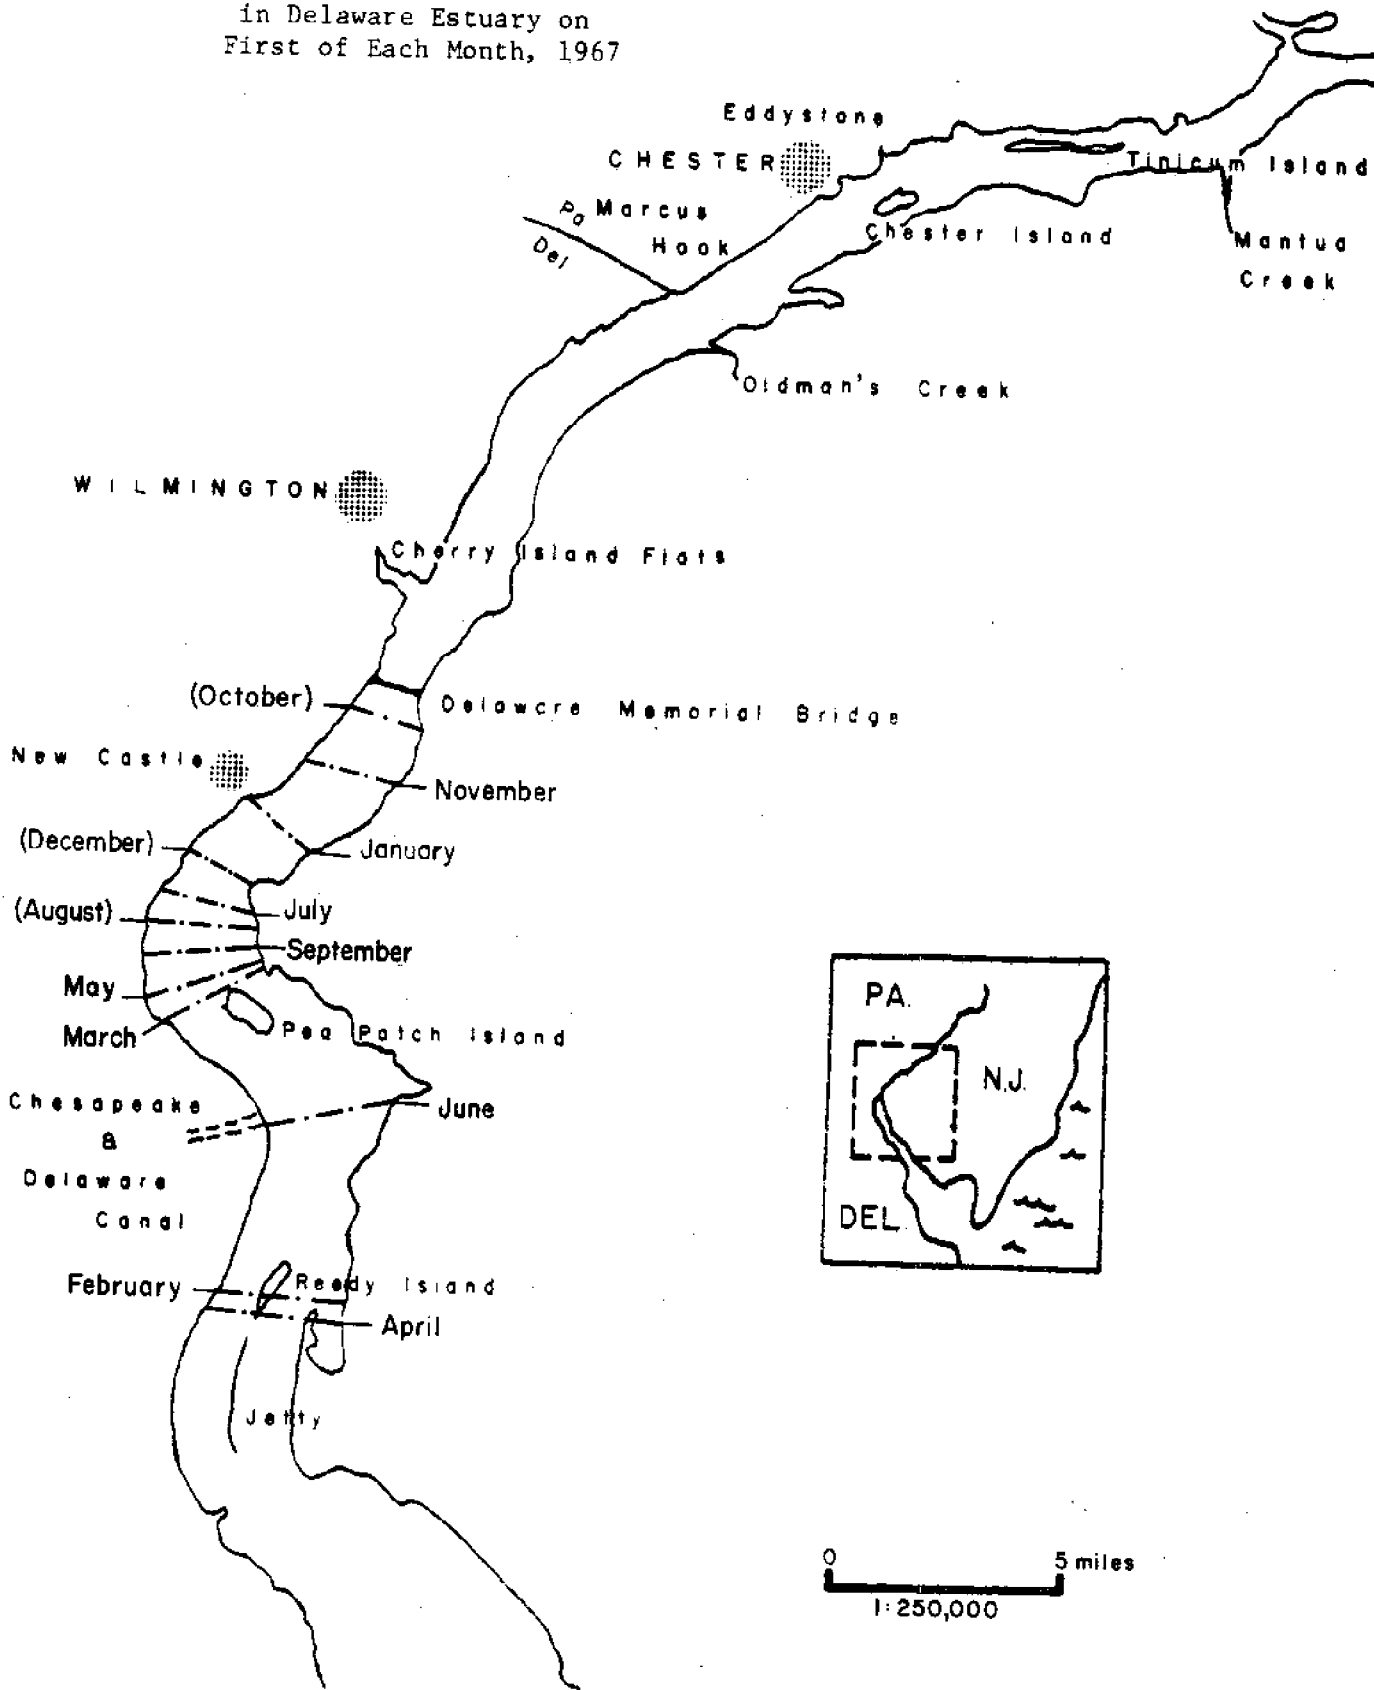 in Delaware Estuary on
First of Each Month, 1967
Eddystone
CHESTER
Tinicum Island
Pa
Marcus
Hook
Del
Chester Island
Mantua
Creek
Oldman's Creek
WILMINGTON
Cherry Island Flats
(October)
Delaware Memorial Bridge
New Castle
November
(December)
January
(August)
July
September
May
March
Pea Patch Island
PA.
N.J.
DEL.
Chesapeake
&
Delaware
Canal
June
February
Reedy Island
April
Jetty
0
5 miles
1:250,000